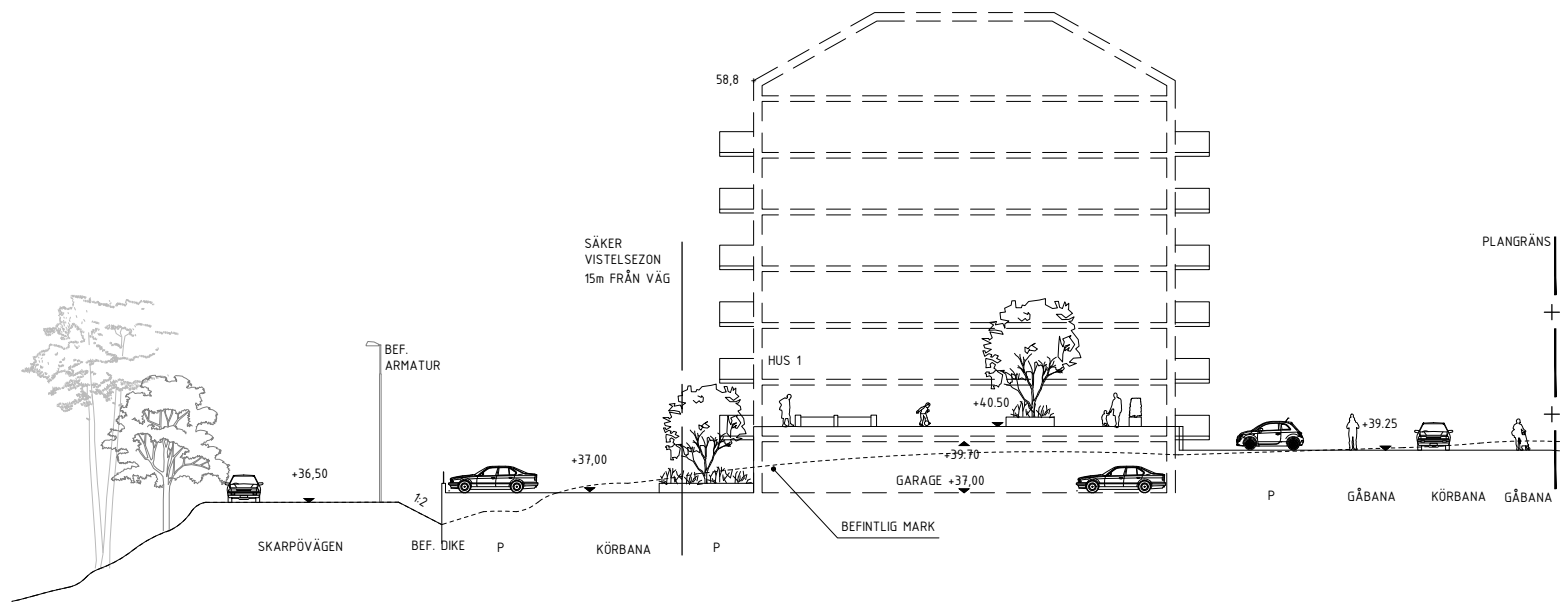 58,8
SÄKER
VISTELSEZON
15m FRÅN VÄG
PLANGRÄNS
BEF.
ARMATUR
HUS 1
+40.50
+39.25
+39.70
+36,50
+37,00
GARAGE +37,00
1:2
BEFINTLIG MARK
P
GÅBANA
KÖRBANA
GÅBANA
SKARPÖVÄGEN
BEF. DIKE
P
KÖRBANA
P